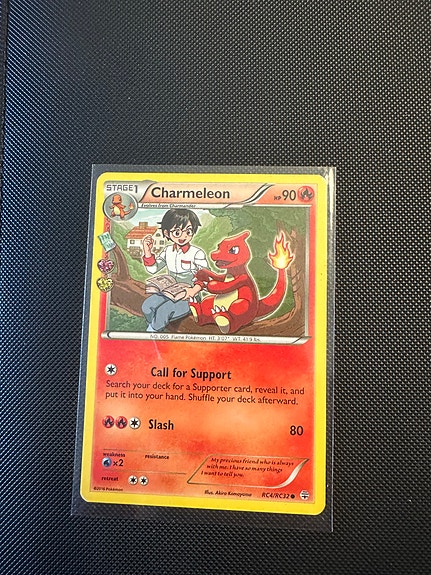 STAGE1
Charmeleon
HP90
Evolves from Charmander
NO. 005 Flame Pokémon HT. 3'07" WT. 41.9 lbs.
Call for Support
Search your deck for a Supporter card, reveal it, and
put it into your hand. Shuffle your deck afterward.
Slash 80
weakness resistance
×2
retreat
My precious friend who is always
with me. I have so many things
I want to tell you.
©2016 Pokémon
Illus. Akira Komayama
RC4/RC32